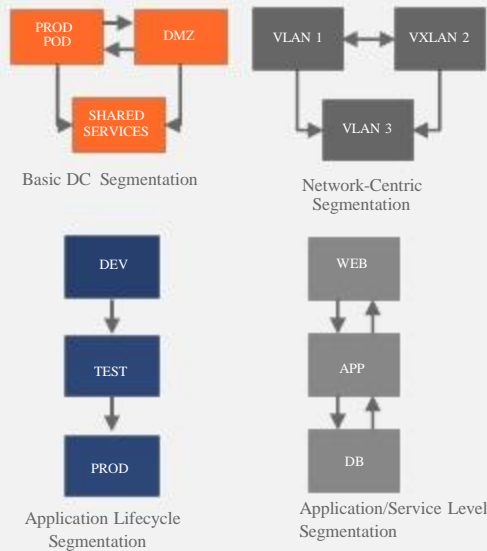 PROD
POD
DMZ
SHARED
SERVICES
Basic DC Segmentation
VLAN 1
VXLAN 2
VLAN 3
Network-Centric
Segmentation
DEV
TEST
PROD
Application Lifecycle
Segmentation
WEB
APP
DB
Application/Service Level
Segmentation